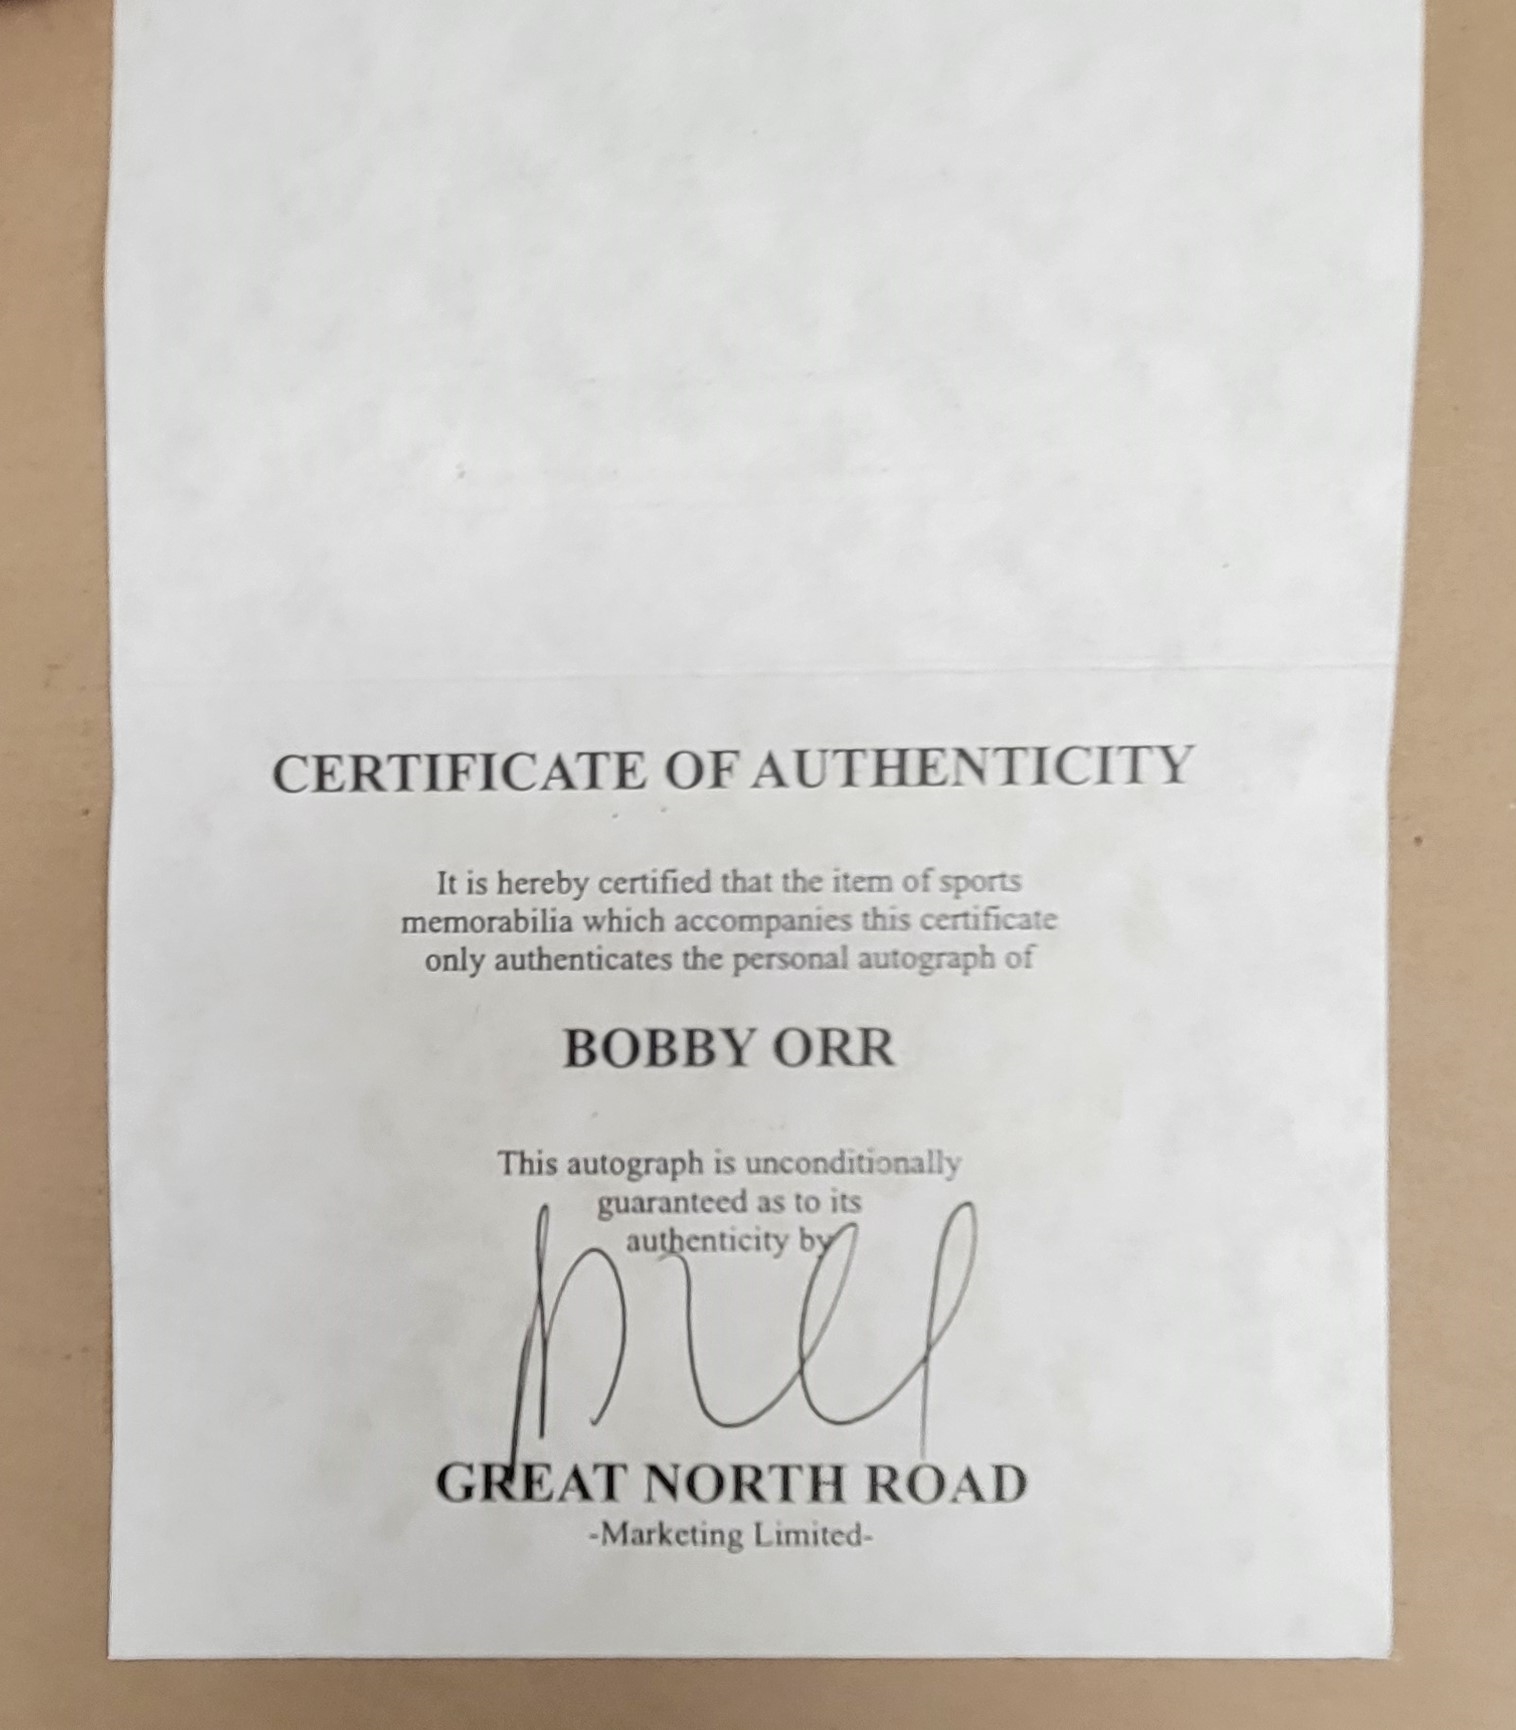 CERTIFICATE OF AUTHENTICITY
It is hereby certified that the item of sports
memorabilia which accompanies this certificate
only authenticates the personal autograph of
BOBBY ORR
This autograph is unconditionally
guaranteed as to its
authenticity by
GREAT NORTH ROAD
-Marketing Limited-